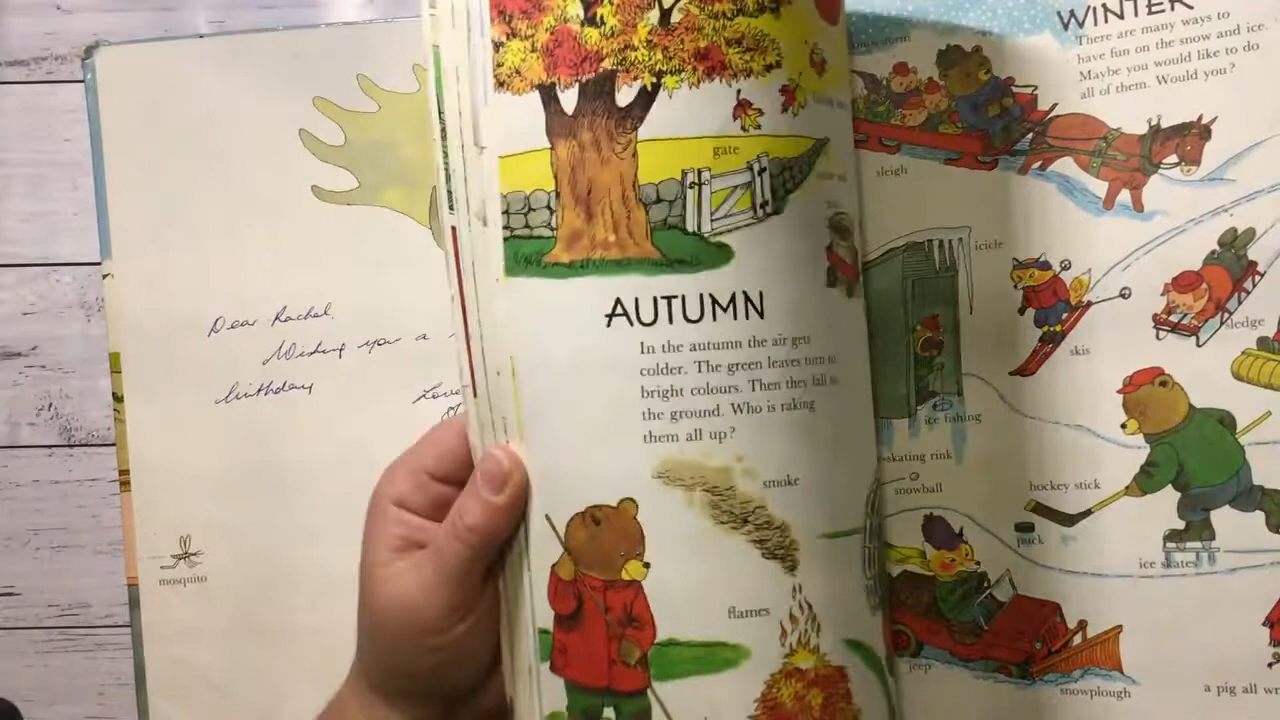 Dear Rachel,
Wishing you a
birthday
Love
mosquito
gate
AUTUMN
In the autumn the air gets
colder. The green leaves turn to
bright colours. Then they fall to
the ground. Who is raking
them all up?
smoke
flames
WINTER
There are many ways to
have fun on the snow and ice.
Maybe you would like to do
all of them. Would you?
sleigh
icicle
skis
sledge
ice fishing
skating rink
snowball
hockey stick
puck
ice skates
jeep
snowplough
a pig all